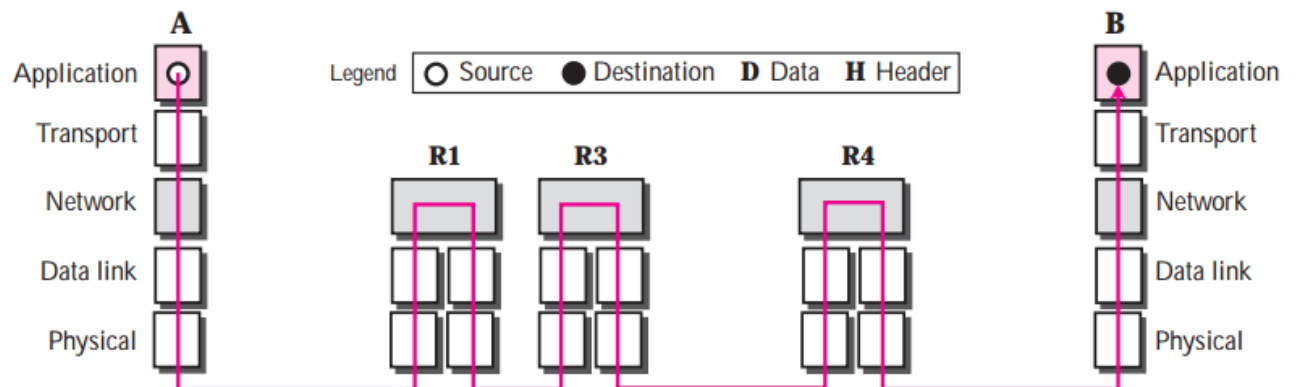 A
B
Application
Legend Source Destination D Data H Header
Application
Transport
Transport
R1 R3 R4
Network
Network
Data link
Data link
Physical
Physical